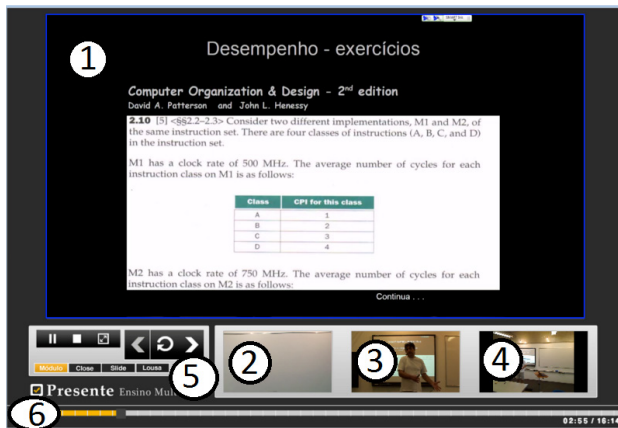 1
Desempenho - exercícios
Computer Organization & Design - 2nd edition
David A. Patterson and John L. Henessy
2.10 [5] <§§2.2–2.3> Consider two different implementations, M1 and M2, of
the same instruction set. There are four classes of instructions (A, B, C, and D)
in the instruction set.
M1 has a clock rate of 500 MHz. The average number of cycles for each
instruction class on M1 is as follows:
Class CPI for this class
A 1
B 2
C 3
D 4
M2 has a clock rate of 750 MHz. The average number of cycles for each
instruction class on M2 is as follows:
Continua . . .
2
3
4
Módulo Close Slide Lousa
5
Presente Ensino Mul
6
02:55 / 16:14